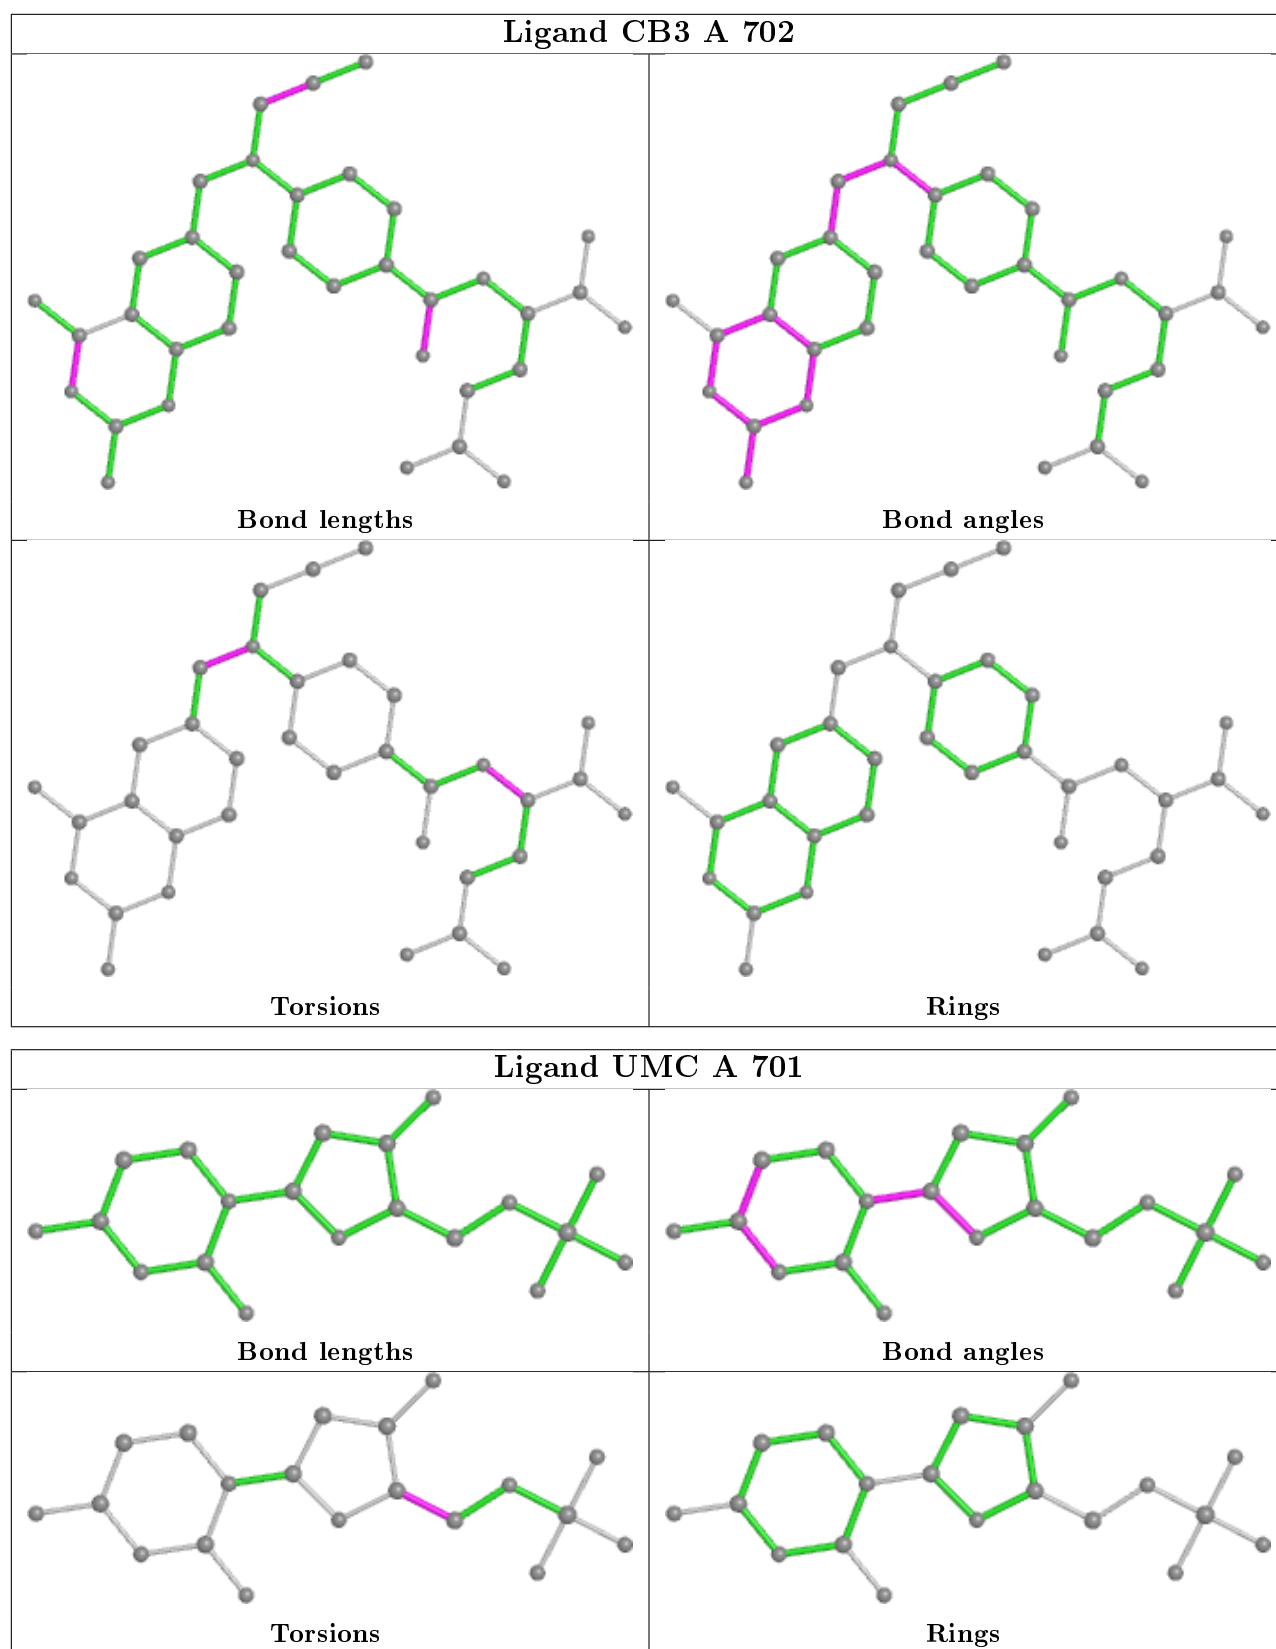 Ligand CB3 A 702
Bond lengths
Bond angles
Torsions
Rings
Ligand UMC A 701
Bond lengths
Bond angles
Torsions
Rings